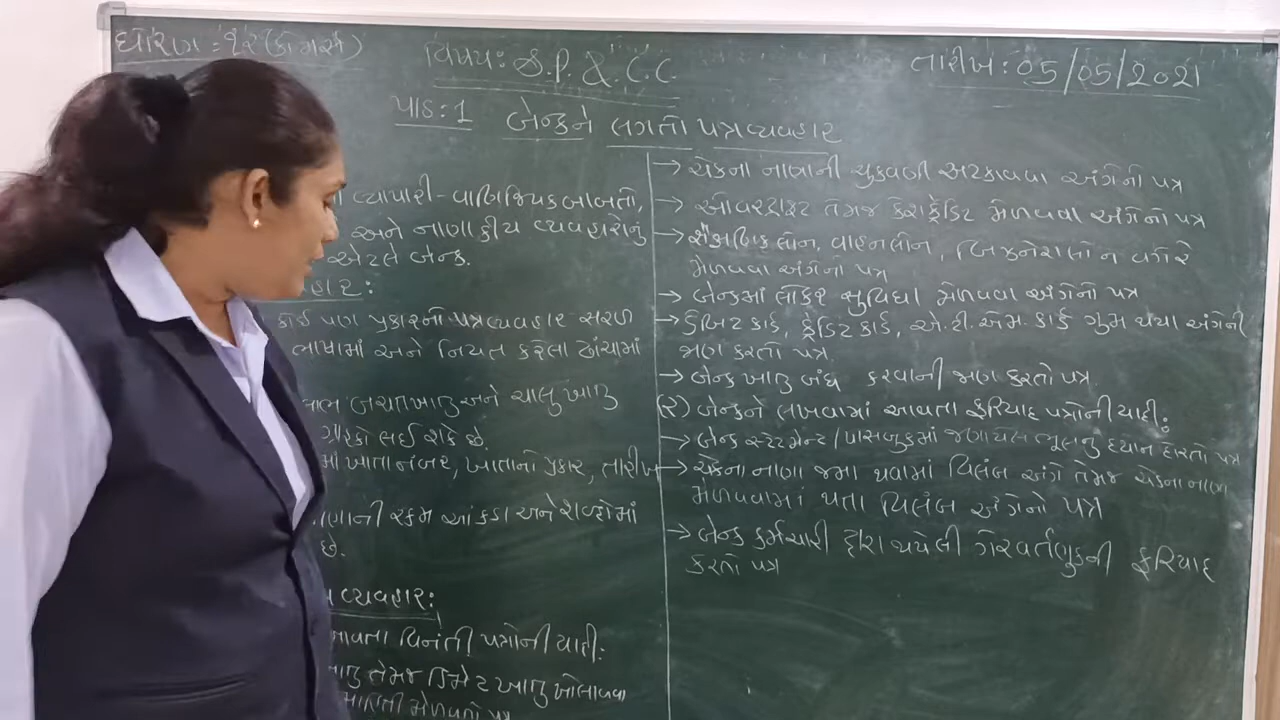 ધોરણ : ૧૨ (કોમર્સ)
વિષય : S.P. & C.C.
તારીખ : 05/05/2021
પાઠ : 1 બેન્કને લગતો પત્રવ્યવહાર
વ્યાપારી - વાણિજ્યિક બાબતો,
અને નાણાકીય વ્યવહારોનું
એટલે બેન્ક.
કોઈ પણ પ્રકારનો પત્રવ્યવહાર સરળ
ભાષામાં અને નિયત કરેલા ઢાંચામાં
લાભ બચતખાતુ અને ચાલુ ખાતુ
લઈ શકે છે.
ખાતા નંબર, ખાતાનો પ્રકાર, તારીખ
રકમ આંકડા અને શબ્દોમાં
છે.
વ્યવહાર :
વિનંતી પત્રોની યાદી :
તેમજ ડિમેટ ખાતુ ખોલાવવા
માહિતી મેળવતો પત્ર
→ ચેકના નાણાંની ચુકવણી અટકાવવા અંગેનો પત્ર
→ ઓવરડ્રાફ્ટ તેમજ કેશક્રેડિટ મેળવવા અંગેનો પત્ર
→ શૈક્ષણિક લોન, વાહનલોન, બિઝનેસલોન વગેરે
મેળવવા અંગેનો પત્ર
→ બેન્કમાં લોકર સુવિધા મેળવવા અંગેનો પત્ર
→ ડેબિટ કાર્ડ, ક્રેડિટ કાર્ડ, એ.ટી.એમ. કાર્ડ ગુમ થયા અંગેની
જાણ કરતો પત્ર.
→ બેન્ક ખાતુ બંધ કરવાની જાણ કરતો પત્ર
(૨) બેન્કને લખવામાં આવતા ફરિયાદ પત્રોની યાદી :
→ બેન્ક સ્ટેટમેન્ટ / પાસબુકમાં જણાયેલ ભૂલનું ધ્યાન દોરતો પત્ર
→ ચેકના નાણા જમા થવામાં વિલંબ અંગે તેમજ ચેકના નાણા
મેળવવામાં થતા વિલંબ અંગેનો પત્ર
→ બેન્ક કર્મચારી દ્વારા થયેલી ગેરવર્તણુકની ફરિયાદ
કરતો પત્ર